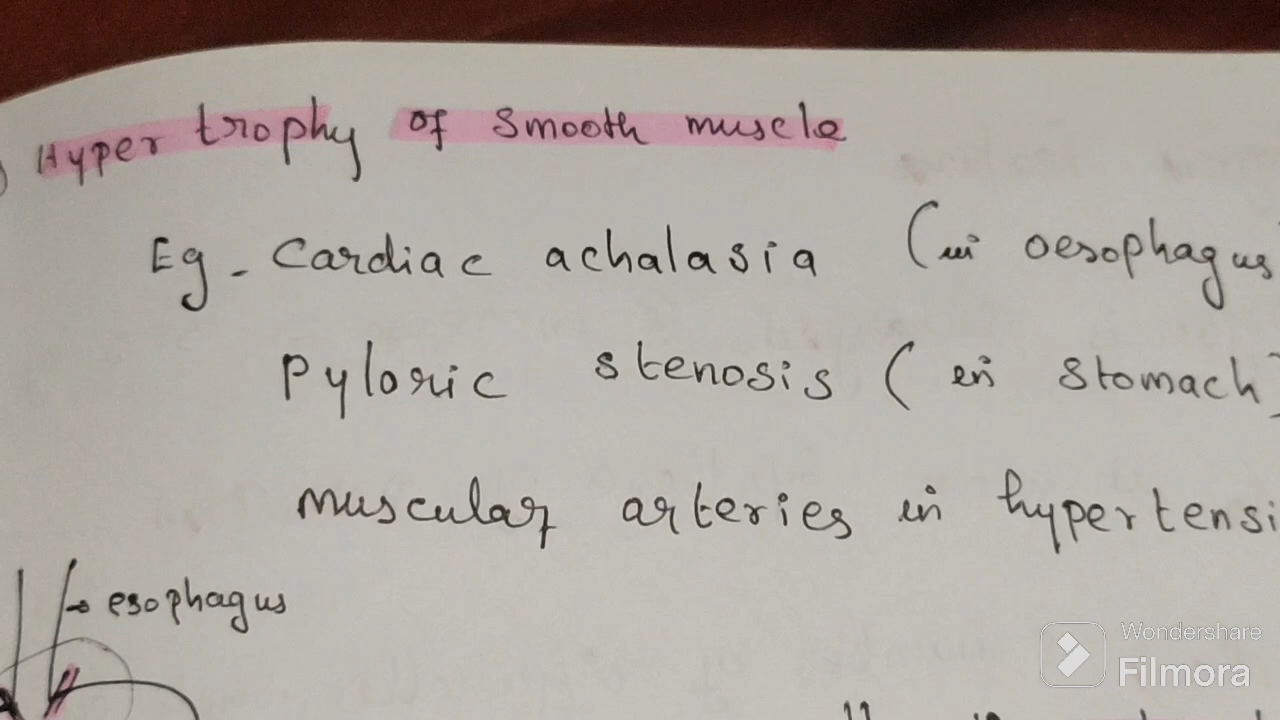 Hypertrophy of Smooth muscle
Eg - Cardiac achalasia (in oesophagus
Pyloric stenosis (in stomach)
muscular arteries in hypertensi
→ esophagus
Wondershare
Filmora